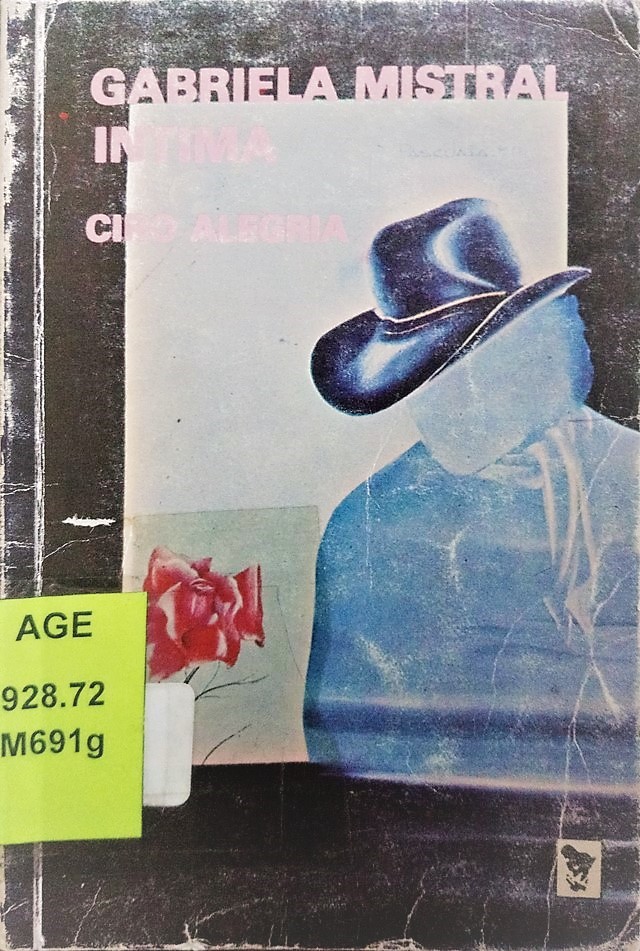 GABRIELA MISTRAL
INTIMA
CIRO ALEGRIA
AGE
928.72
M691g